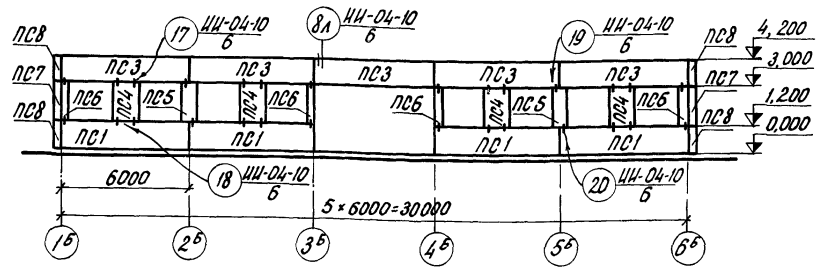 ПС8
17
ИИ-04-10
6
8л
ИИ-04-10
6
19
ИИ-04-10
6
ПС8
4,200
ПС3
ПС3
ПС3
ПС3
ПС3
3,000
ПС7
ПС6
ПС4
ПС5
ПС4
ПС6
ПС6
ПС4
ПС5
ПС4
ПС6
ПС7
1,200
ПС8
ПС1
ПС1
ПС1
ПС1
ПС8
0,000
6000
18
ИИ-04-10
6
20
ИИ-04-10
6
5×6000=30000
1Б
2Б
3Б
4Б
5Б
6Б